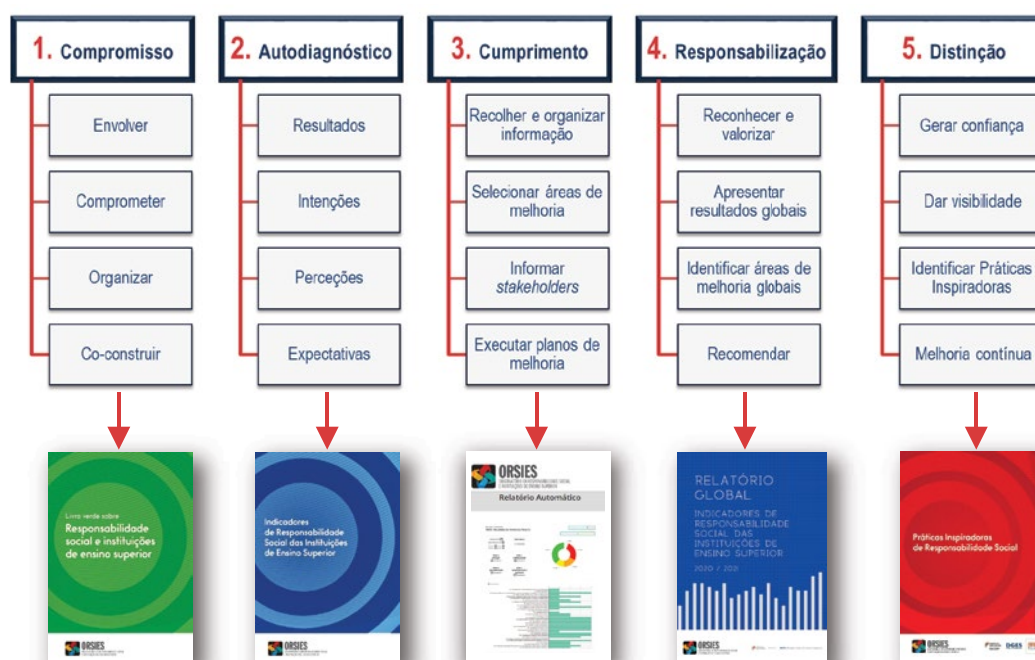 1. Compromisso
Envolver
Comprometer
Organizar
Co-construir
2. Autodiagnóstico
Resultados
Intenções
Perceções
Expectativas
3. Cumprimento
Recolher e organizar
informação
Selecionar áreas de
melhoria
Informar
stakeholders
Executar planos de
melhoria
4. Responsabilização
Reconhecer e
valorizar
Apresentar
resultados globais
Identificar áreas de
melhoria globais
Recomendar
5. Distinção
Gerar confiança
Dar visibilidade
Identificar Práticas
Inspiradoras
Melhoria contínua
Livro verde sobre
Responsabilidade
social e instituições
de ensino superior
ORSIES
Indicadores
de Responsabilidade
Social das Instituições
de Ensino Superior
ORSIES
ORSIES
Relatório Automático
RELATÓRIO
GLOBAL
INDICADORES DE
RESPONSABILIDADE
SOCIAL DAS
INSTITUIÇÕES DE
ENSINO SUPERIOR
2020 / 2021
ORSIES
Práticas Inspiradoras
de Responsabilidade Social
ORSIES
DGES